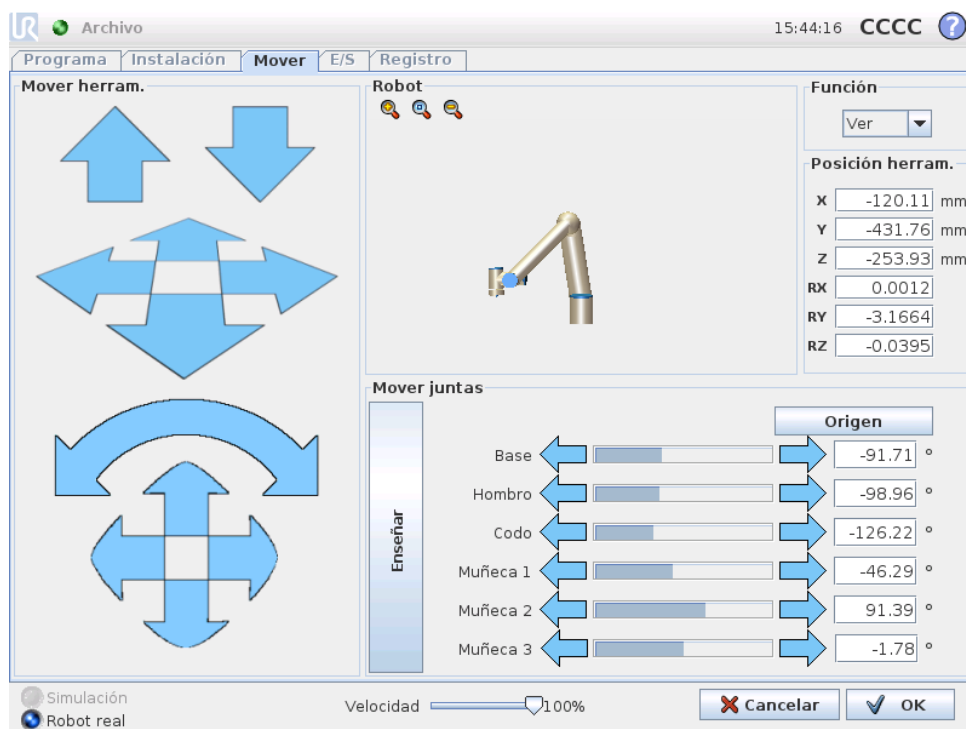 UR Archivo 15:44:16 CCCC ?
Programa Instalación Mover E/S Registro
Mover herram.
Robot
Función
Ver
Posición herram.
X -120.11 mm
Y -431.76 mm
Z -253.93 mm
RX 0.0012
RY -3.1664
RZ -0.0395
Mover juntas
Enseñar
Origen
Base -91.71 °
Hombro -98.96 °
Codo -126.22 °
Muñeca 1 -46.29 °
Muñeca 2 91.39 °
Muñeca 3 -1.78 °
Simulación
Robot real
Velocidad 100%
Cancelar
OK